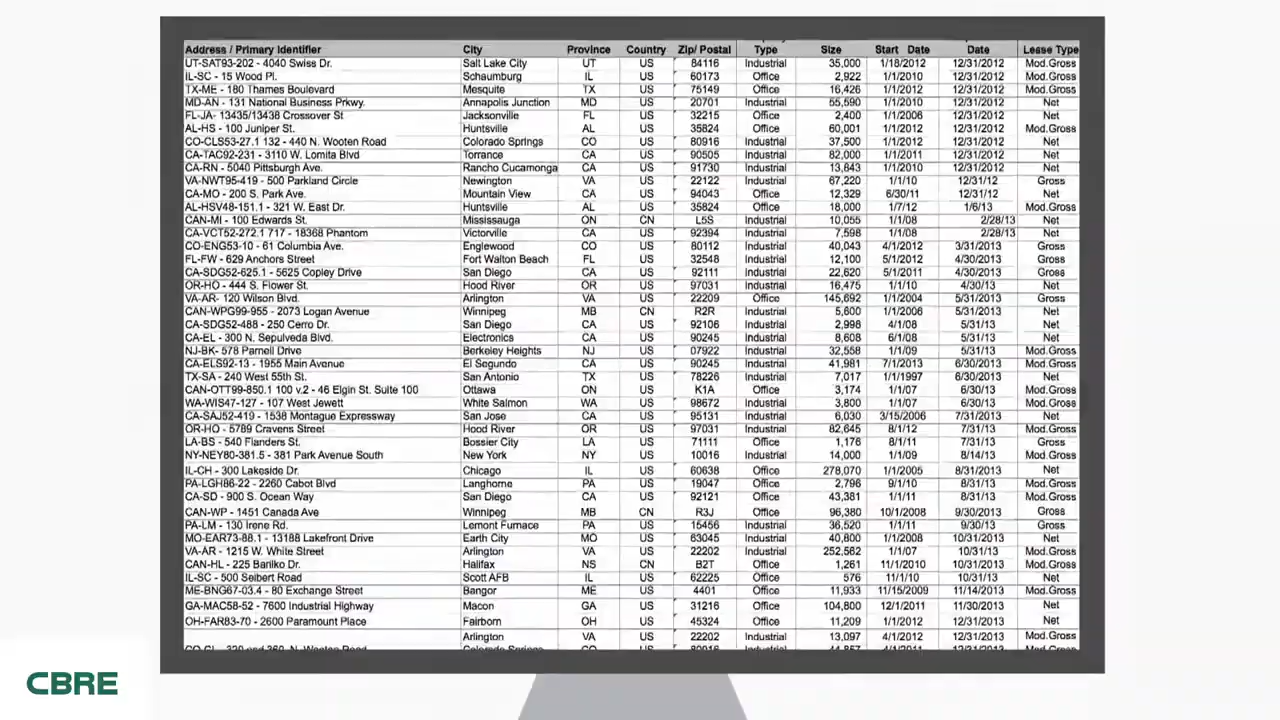 Address / Primary Identifier City Province Country Zip/ Postal Type Size Start Date Date Lease Type
UT-SAT93-202 - 4040 Swiss Dr. Salt Lake City UT US 84116 Industrial 35,000 1/18/2012 12/31/2012 Mod.Gross
IL-SC - 15 Wood Pl. Schaumburg IL US 60173 Office 2,922 1/1/2010 12/31/2012 Mod.Gross
TX-ME - 180 Thames Boulevard Mesquite TX US 75149 Office 16,426 1/1/2012 12/31/2012 Mod.Gross
MD-AN - 131 National Business Prkwy. Annapolis Junction MD US 20701 Industrial 55,590 1/1/2010 12/31/2012 Net
FL-JA- 13435/13438 Crossover St Jacksonville FL US 32215 Office 2,400 1/1/2006 12/31/2012 Net
AL-HS - 100 Juniper St. Huntsville AL US 35824 Office 60,001 1/1/2012 12/31/2012 Mod.Gross
CO-CLS53-27.1 132 - 440 N. Wooten Road Colorado Springs CO US 80916 Industrial 37,500 1/1/2012 12/31/2012 Net
CA-TAC92-231 - 3110 W. Lomita Blvd Torrance CA US 90505 Industrial 82,000 1/1/2011 12/31/2012 Net
CA-RN - 5040 Pittsburgh Ave. Rancho Cucamonga CA US 91730 Industrial 13,843 1/1/2010 12/31/2012 Net
VA-NWT95-419 - 500 Parkland Circle Newington VA US 22122 Industrial 67,220 1/1/10 12/31/12 Gross
CA-MO - 200 S. Park Ave. Mountain View CA US 94043 Office 12,329 6/30/11 12/31/12 Net
AL-HSV48-151.1 - 321 W. East Dr. Huntsville AL US 35824 Office 18,000 1/7/12 1/6/13 Mod.Gross
CAN-MI - 100 Edwards St. Mississauga ON CN L5S Industrial 10,055 1/1/08 2/28/13 Net
CA-VCT52-272.1 717 - 18368 Phantom Victorville CA US 92394 Industrial 7,598 1/1/08 2/28/13 Net
CO-ENG53-10 - 61 Columbia Ave. Englewood CO US 80112 Industrial 40,043 4/1/2012 3/31/2013 Gross
FL-FW - 629 Anchors Street Fort Walton Beach FL US 32548 Industrial 12,100 5/1/2012 4/30/2013 Gross
CA-SDG52-625.1 - 5625 Copley Drive San Diego CA US 92111 Industrial 22,620 5/1/2011 4/30/2013 Gross
OR-HO - 444 S. Flower St. Hood River OR US 97031 Industrial 16,475 1/1/10 4/30/13 Net
VA-AR- 120 Wilson Blvd. Arlington VA US 22209 Office 145,692 1/1/2004 5/31/2013 Gross
CAN-WPG99-955 - 2073 Logan Avenue Winnipeg MB CN R2R Industrial 5,600 1/1/2006 5/31/2013 Net
CA-SDG52-488 - 250 Cerro Dr. San Diego CA US 92106 Industrial 2,998 4/1/08 5/31/13 Net
CA-EL - 300 N. Sepulveda Blvd. Electronics CA US 90245 Industrial 8,608 6/1/08 5/31/13 Net
NJ-BK- 578 Parnell Drive Berkeley Heights NJ US 07922 Industrial 32,558 1/1/09 5/31/13 Mod.Gross
CA-ELS92-13 - 1955 Main Avenue El Segundo CA US 90245 Industrial 41,981 7/1/2013 6/30/2013 Mod.Gross
TX-SA - 240 West 55th St. San Antonio TX US 78226 Industrial 7,017 1/1/1997 6/30/2013 Net
CAN-OTT99-850.1 100 v.2 - 46 Elgin St. Suite 100 Ottawa ON CN K1A Office 3,174 1/1/07 6/30/13 Mod.Gross
WA-WIS47-127 - 107 West Jewett White Salmon WA US 98672 Industrial 3,800 1/1/07 6/30/13 Mod.Gross
CA-SAJ52-419 - 1538 Montague Expressway San Jose CA US 95131 Industrial 6,030 3/15/2006 7/31/2013 Net
OR-HO - 5789 Cravens Street Hood River OR US 97031 Industrial 82,645 8/1/12 7/31/13 Mod.Gross
LA-BS - 540 Flanders St. Bossier City LA US 71111 Office 1,176 8/1/11 7/31/13 Gross
NY-NEY80-381.5 - 381 Park Avenue South New York NY US 10016 Industrial 14,000 1/1/09 8/14/13 Mod.Gross
IL-CH - 300 Lakeside Dr. Chicago IL US 60638 Office 278,070 1/1/2005 8/31/2013 Net
PA-LGH86-22 - 2260 Cabot Blvd Langhorne PA US 19047 Office 2,796 9/1/10 8/31/13 Mod.Gross
CA-SD - 900 S. Ocean Way San Diego CA US 92121 Office 43,381 1/1/11 8/31/13 Mod.Gross
CAN-WP - 1451 Canada Ave Winnipeg MB CN R3J Office 96,380 10/1/2008 9/30/2013 Gross
PA-LM - 130 Irene Rd. Lemont Furnace PA US 15456 Industrial 36,520 1/1/11 9/30/13 Gross
MO-EAR73-88.1 - 13188 Lakefront Drive Earth City MO US 63045 Industrial 40,800 1/1/2008 10/31/2013 Net
VA-AR - 1215 W. White Street Arlington VA US 22202 Industrial 252,562 1/1/07 10/31/13 Mod.Gross
CAN-HL - 225 Barilko Dr. Halifax NS CN B2T Office 1,261 11/1/2010 10/31/2013 Mod.Gross
IL-SC - 500 Seibert Road Scott AFB IL US 62225 Office 576 11/1/10 10/31/13 Net
ME-BNG67-03.4 - 80 Exchange Street Bangor ME US 4401 Office 11,933 11/15/2009 11/14/2013 Mod.Gross
GA-MAC58-52 - 7600 Industrial Highway Macon GA US 31216 Office 104,800 12/1/2011 11/30/2013 Net
OH-FAR83-70 - 2600 Paramount Place Fairborn OH US 45324 Office 11,209 1/1/2012 12/31/2013 Net
Arlington VA US 22202 Industrial 13,097 4/1/2012 12/31/2013 Mod.Gross
Colorado Springs CO US 80916 Industrial 12/31/2013 Mod.Gross
CBRE